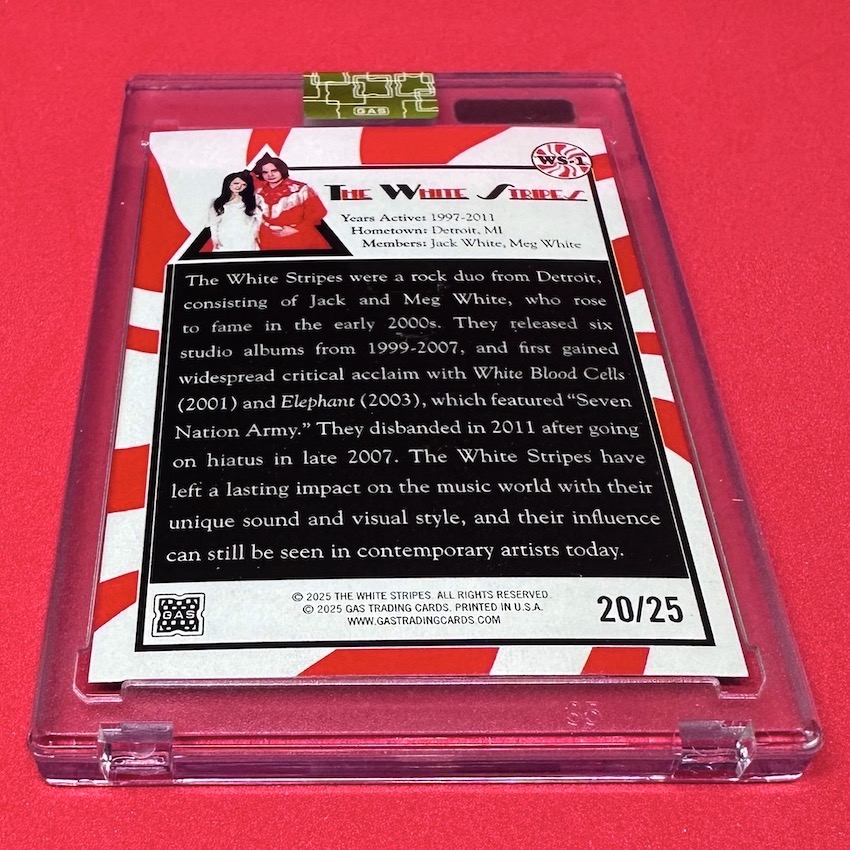 GAS
WS-1
THE WHITE STRIPES
Years Active: 1997-2011
Hometown: Detroit, MI
Members: Jack White, Meg White
The White Stripes were a rock duo from Detroit,
consisting of Jack and Meg White, who rose
to fame in the early 2000s. They released six
studio albums from 1999-2007, and first gained
widespread critical acclaim with White Blood Cells
(2001) and Elephant (2003), which featured “Seven
Nation Army.” They disbanded in 2011 after going
on hiatus in late 2007. The White Stripes have
left a lasting impact on the music world with their
unique sound and visual style, and their influence
can still be seen in contemporary artists today.
GAS
© 2025 THE WHITE STRIPES. ALL RIGHTS RESERVED.
© 2025 GAS TRADING CARDS. PRINTED IN U.S.A.
WWW.GASTRADINGCARDS.COM
20/25